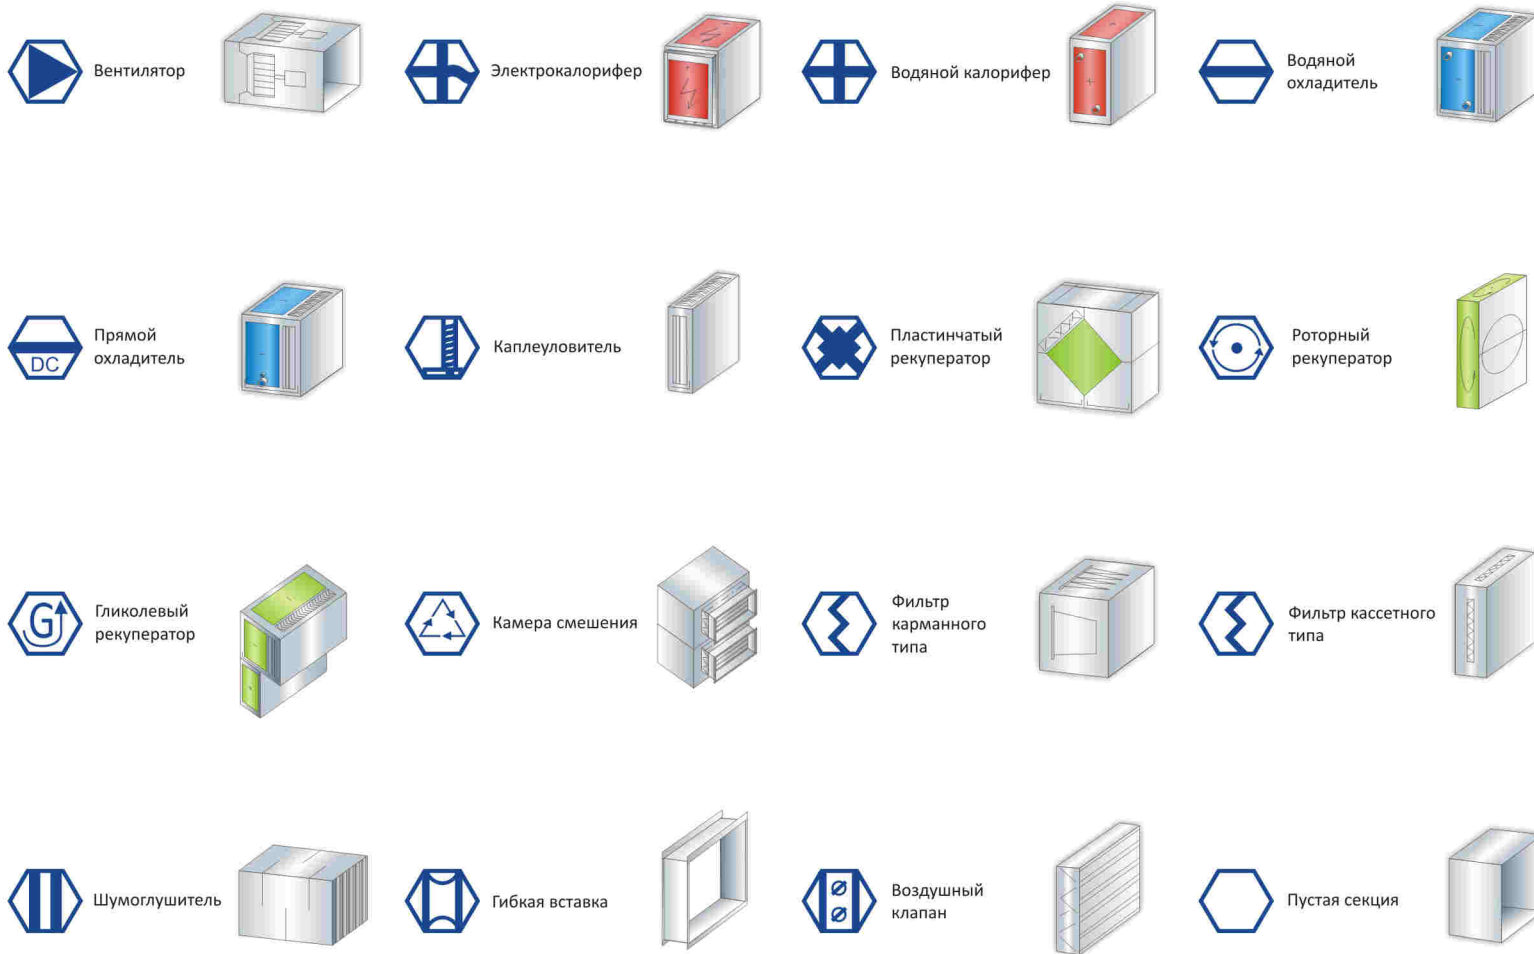 Вентилятор
Электрокалорифер
Водяной калорифер
Водяной
охладитель
DC
Прямой
охладитель
Каплеуловитель
Пластинчатый
рекуператор
Роторный
рекуператор
G
Гликолевый
рекуператор
Камера смешения
Фильтр
карманного
типа
Фильтр кассетного
типа
Шумоглушитель
Гибкая вставка
Воздушный
клапан
Пустая секция